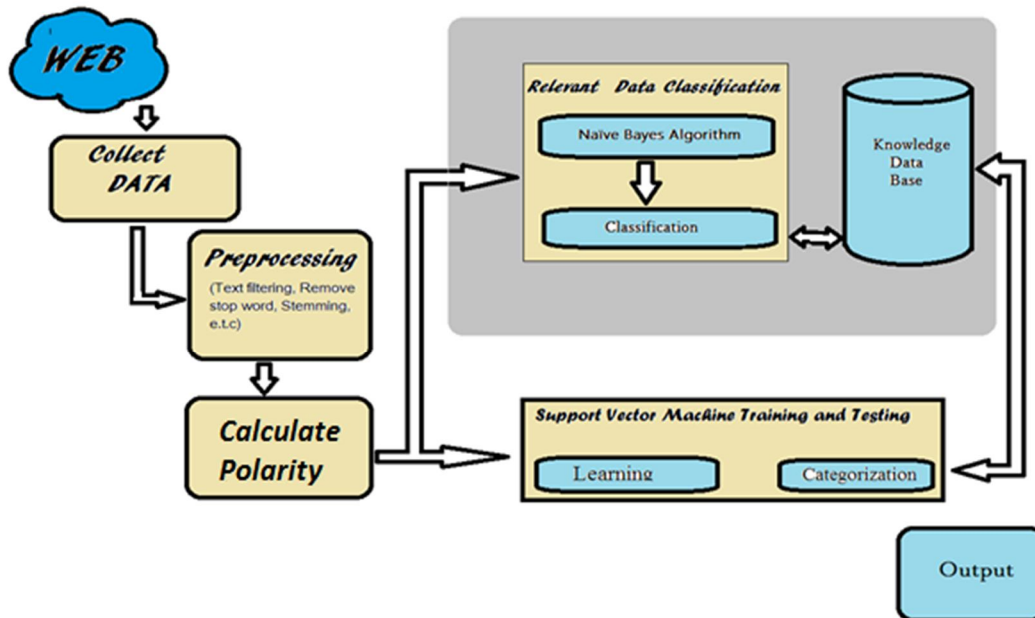 WEB
Collect
DATA
Preprocessing
(Text filtering, Remove
stop word, Stemming,
e.t.c)
Calculate
Polarity
Relevant Data Classification
Naïve Bayes Algorithm
Classification
Knowledge
Data
Base
Support Vector Machine Training and Testing
Learning
Categorization
Output